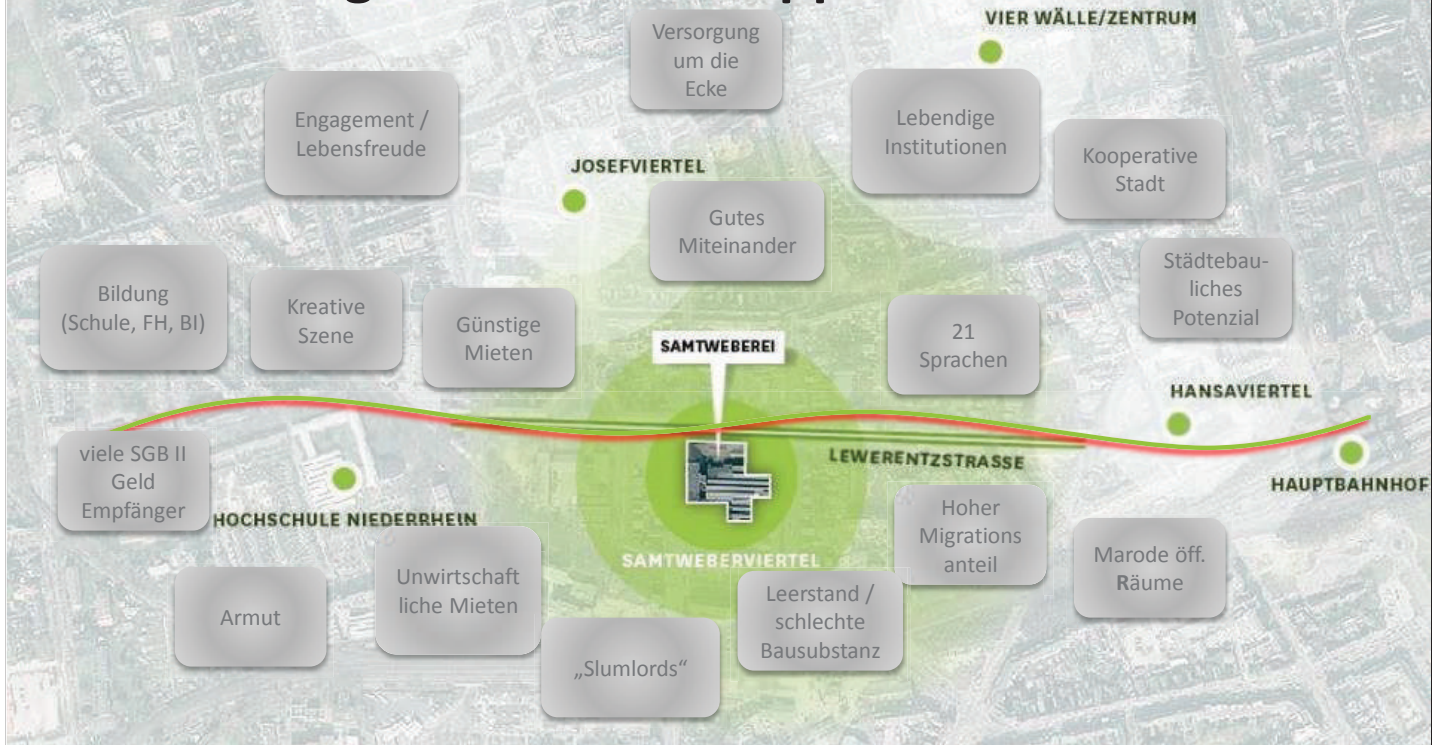 VIER WÄLLE/ZENTRUM
Versorgung
um die
Ecke
Engagement /
Lebensfreude
Lebendige
Institutionen
Kooperative
Stadt
JOSEFVIERTEL
Gutes
Miteinander
Städtebau-
liches
Potenzial
Bildung
(Schule, FH, BI)
Kreative
Szene
Günstige
Mieten
SAMTWEBEREI
21
Sprachen
HANSAVIERTEL
viele SGB II
Geld
Empfänger
LEWERENTZSTRASSE
HAUPTBAHNHOF
HOCHSCHULE NIEDERRHEIN
Hoher
Migrations
anteil
Marode öff.
Räume
SAMTWEBERVIERTEL
Unwirtschaft
liche Mieten
Armut
Leerstand /
schlechte
Bausubstanz
„Slumlords“